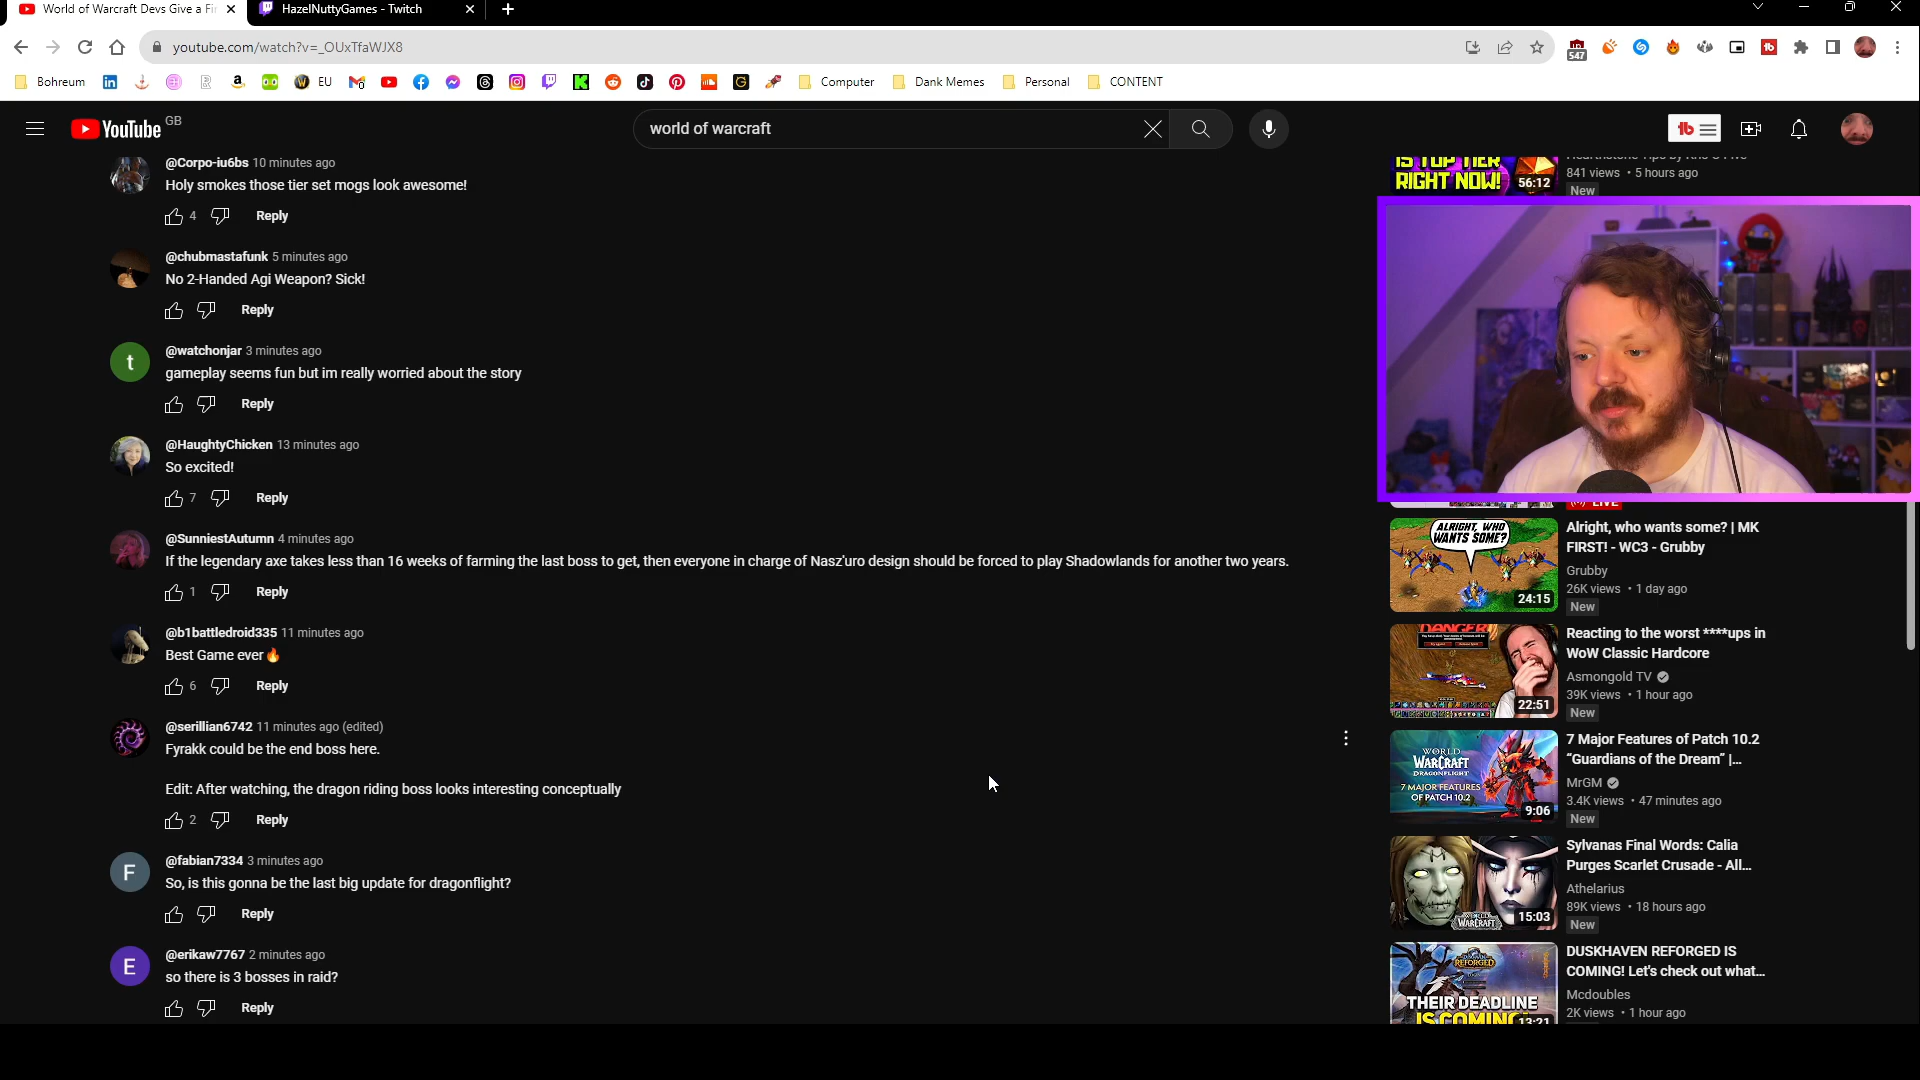 World of Warcraft Devs Give a Fi
HazelNuttyGames - Twitch
youtube.com/watch?v=_OUxTfaWJX8
547
Bohreum
EU
Computer
Dank Memes
Personal
CONTENT
YouTube GB
world of warcraft
@Corpo-iu6bs 10 minutes ago
Holy smokes those tier set mogs look awesome!
4 Reply
@chubmastafunk 5 minutes ago
No 2-Handed Agi Weapon? Sick!
Reply
t
@watchonjar 3 minutes ago
gameplay seems fun but im really worried about the story
Reply
@HaughtyChicken 13 minutes ago
So excited!
7 Reply
@SunniestAutumn 4 minutes ago
If the legendary axe takes less than 16 weeks of farming the last boss to get, then everyone in charge of Nasz'uro design should be forced to play Shadowlands for another two years.
1 Reply
@b1battledroid335 11 minutes ago
Best Game ever🔥
6 Reply
@serillian6742 11 minutes ago (edited)
Fyrakk could be the end boss here.
Edit: After watching, the dragon riding boss looks interesting conceptually
2 Reply
F
@fabian7334 3 minutes ago
So, is this gonna be the last big update for dragonflight?
Reply
E
@erikaw7767 2 minutes ago
so there is 3 bosses in raid?
Reply
IS TOP TIER
RIGHT NOW!
56:12
841 views • 5 hours ago
New
LIVE
ALRIGHT, WHO
WANTS SOME?
24:15
Alright, who wants some? | MK
FIRST! - WC3 - Grubby
Grubby
26K views • 1 day ago
New
DANGER
22:51
Reacting to the worst ****ups in
WoW Classic Hardcore
Asmongold TV
39K views • 1 hour ago
New
WORLD
WARCRAFT
DRAGONFLIGHT
7 MAJOR FEATURES
OF PATCH 10.2
9:06
7 Major Features of Patch 10.2
“Guardians of the Dream” |...
MrGM
3.4K views • 47 minutes ago
New
WORLD
WARCRAFT
15:03
Sylvanas Final Words: Calia
Purges Scarlet Crusade - All...
Athelarius
89K views • 18 hours ago
New
REFORGED
THEIR DEADLINE
IS COMING
13:21
DUSKHAVEN REFORGED IS
COMING! Let's check out what...
Mcdoubles
2K views • 1 hour ago